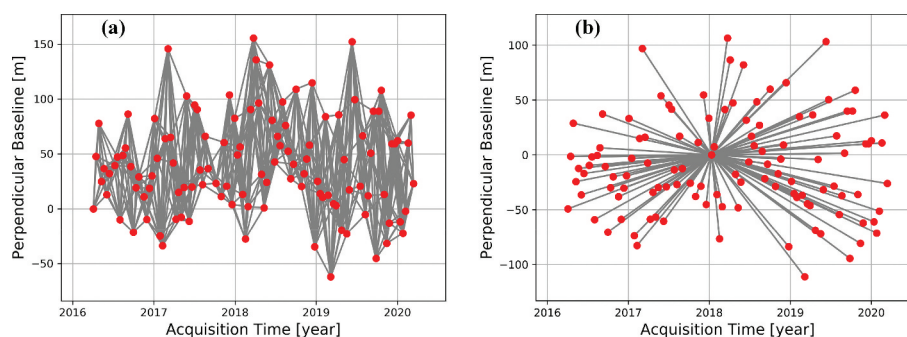 (a)
Perpendicular Baseline [m]
150
100
50
0
−50
2016 2017 2018 2019 2020
Acquisition Time [year]
(b)
Perpendicular Baseline [m]
100
50
0
−50
−100
2016 2017 2018 2019 2020
Acquisition Time [year]